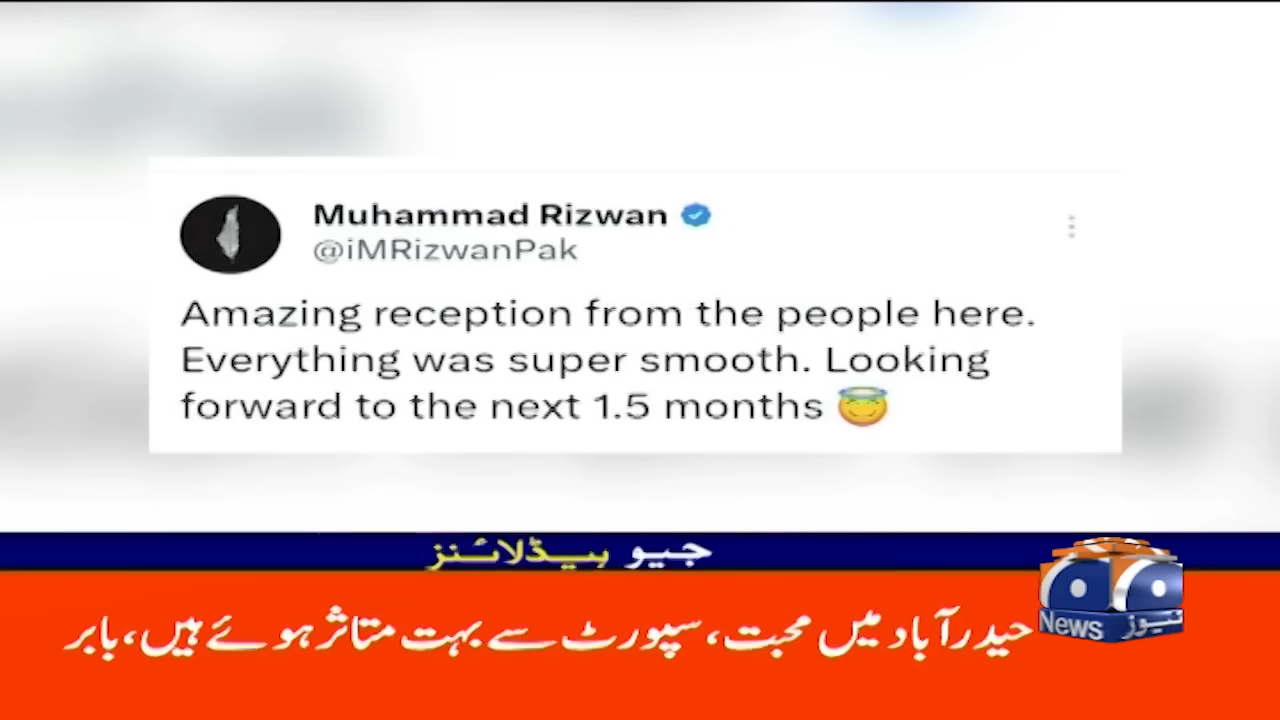 Muhammad Rizwan
@iMRizwanPak
Amazing reception from the people here.
Everything was super smooth. Looking
forward to the next 1.5 months 😇
جیو ہیڈلائنز
حیدرآباد میں محبت، سپورٹ سے بہت متاثر ہوئے ہیں، بابر
News نیوز